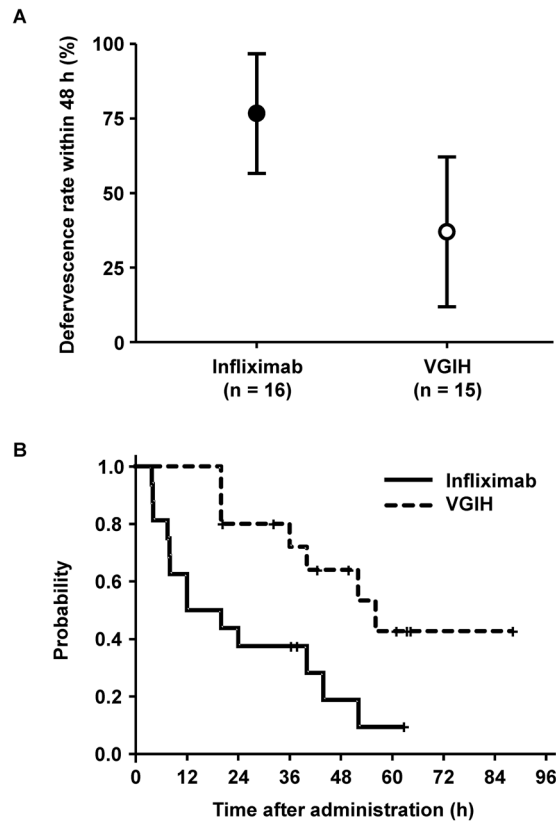 A
Defervescence rate within 48 h (%)
100
75
50
25
0
Infliximab
(n = 16)
VGIH
(n = 15)
B
Probability
1.0
0.8
0.6
0.4
0.2
0.0
Infliximab
VGIH
0 12 24 36 48 60 72 84 96
Time after administration (h)